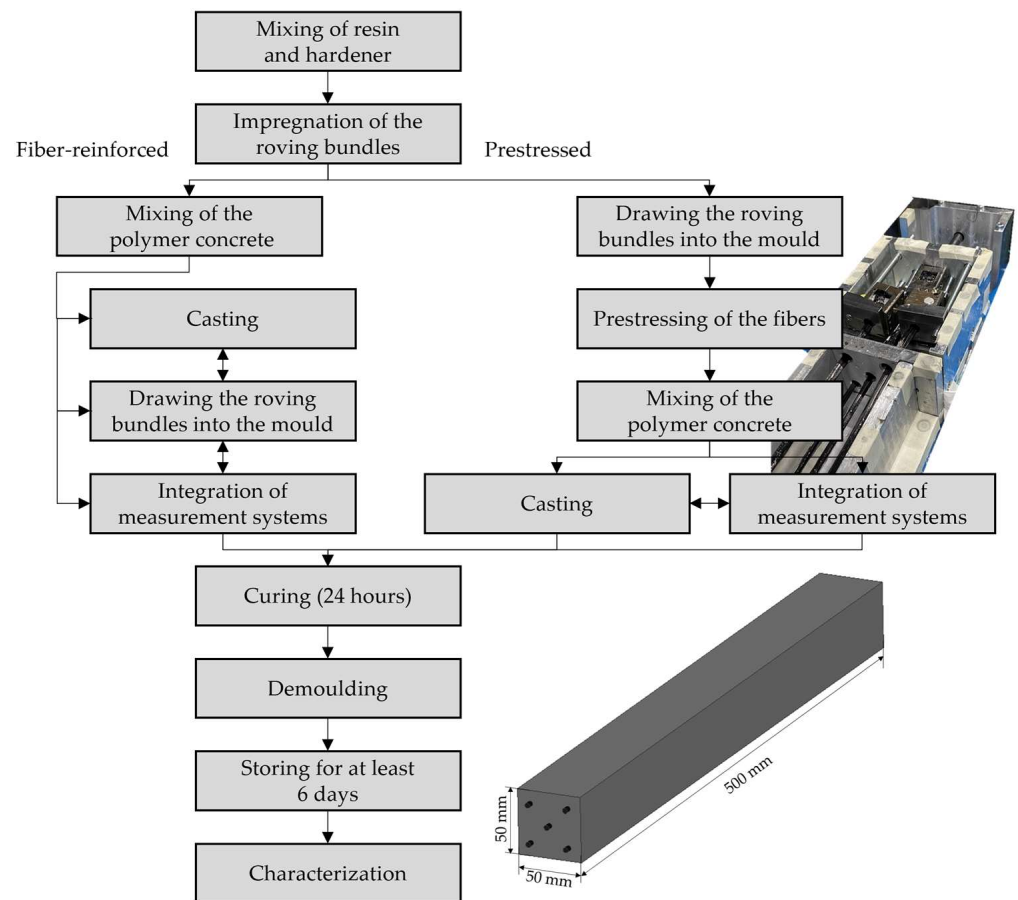 Mixing of resin
and hardener
Impregnation of the
roving bundles
Fiber-reinforced
Prestressed
Mixing of the
polymer concrete
Drawing the roving
bundles into the mould
Casting
Prestressing of the fibers
Drawing the roving
bundles into the mould
Mixing of the
polymer concrete
Integration of
measurement systems
Casting
Integration of
measurement systems
Curing (24 hours)
Demoulding
Storing for at least
6 days
Characterization
500 mm
50 mm
50 mm